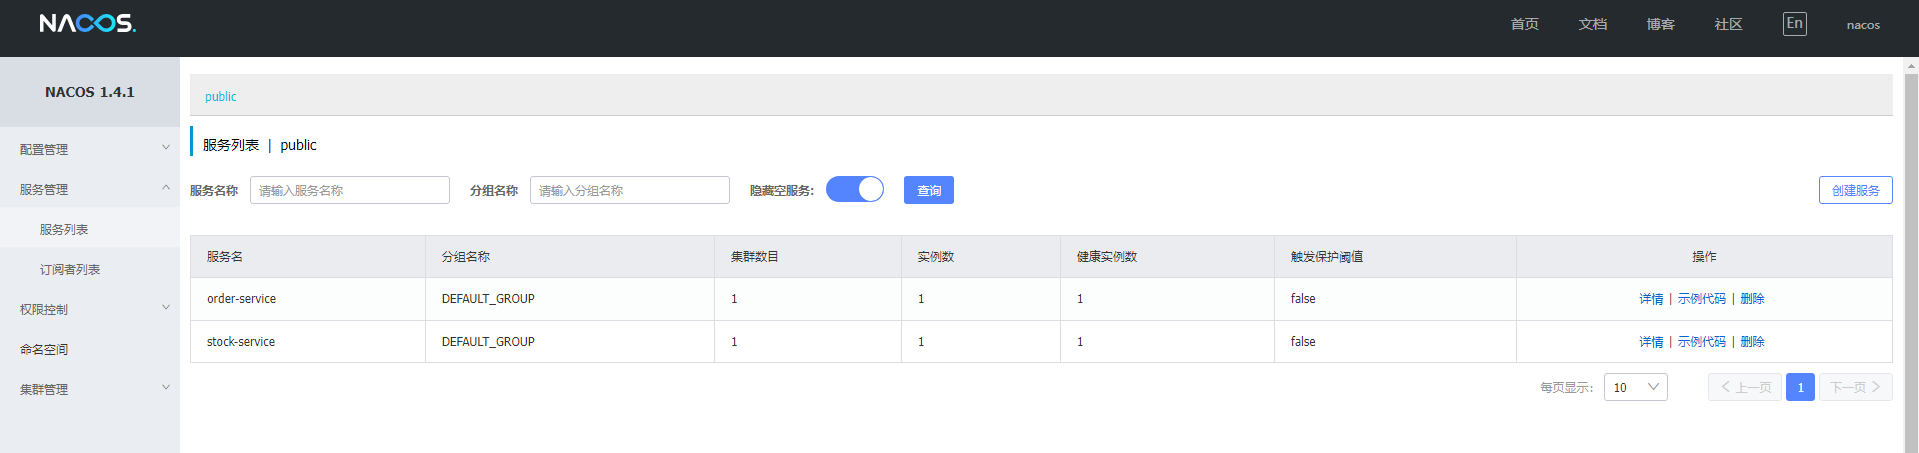 NACOS. 首页 文档 博客 社区 En nacos
NACOS 1.4.1
配置管理
服务管理
服务列表
订阅者列表
权限控制
命名空间
集群管理
public
服务列表 | public
服务名称 请输入服务名称 分组名称 请输入分组名称 隐藏空服务: 查询 创建服务
服务名 分组名称 集群数目 实例数 健康实例数 触发保护阈值 操作
order-service DEFAULT_GROUP 1 1 1 false 详情 | 示例代码 | 删除
stock-service DEFAULT_GROUP 1 1 1 false 详情 | 示例代码 | 删除
每页显示: 10 上一页 1 下一页